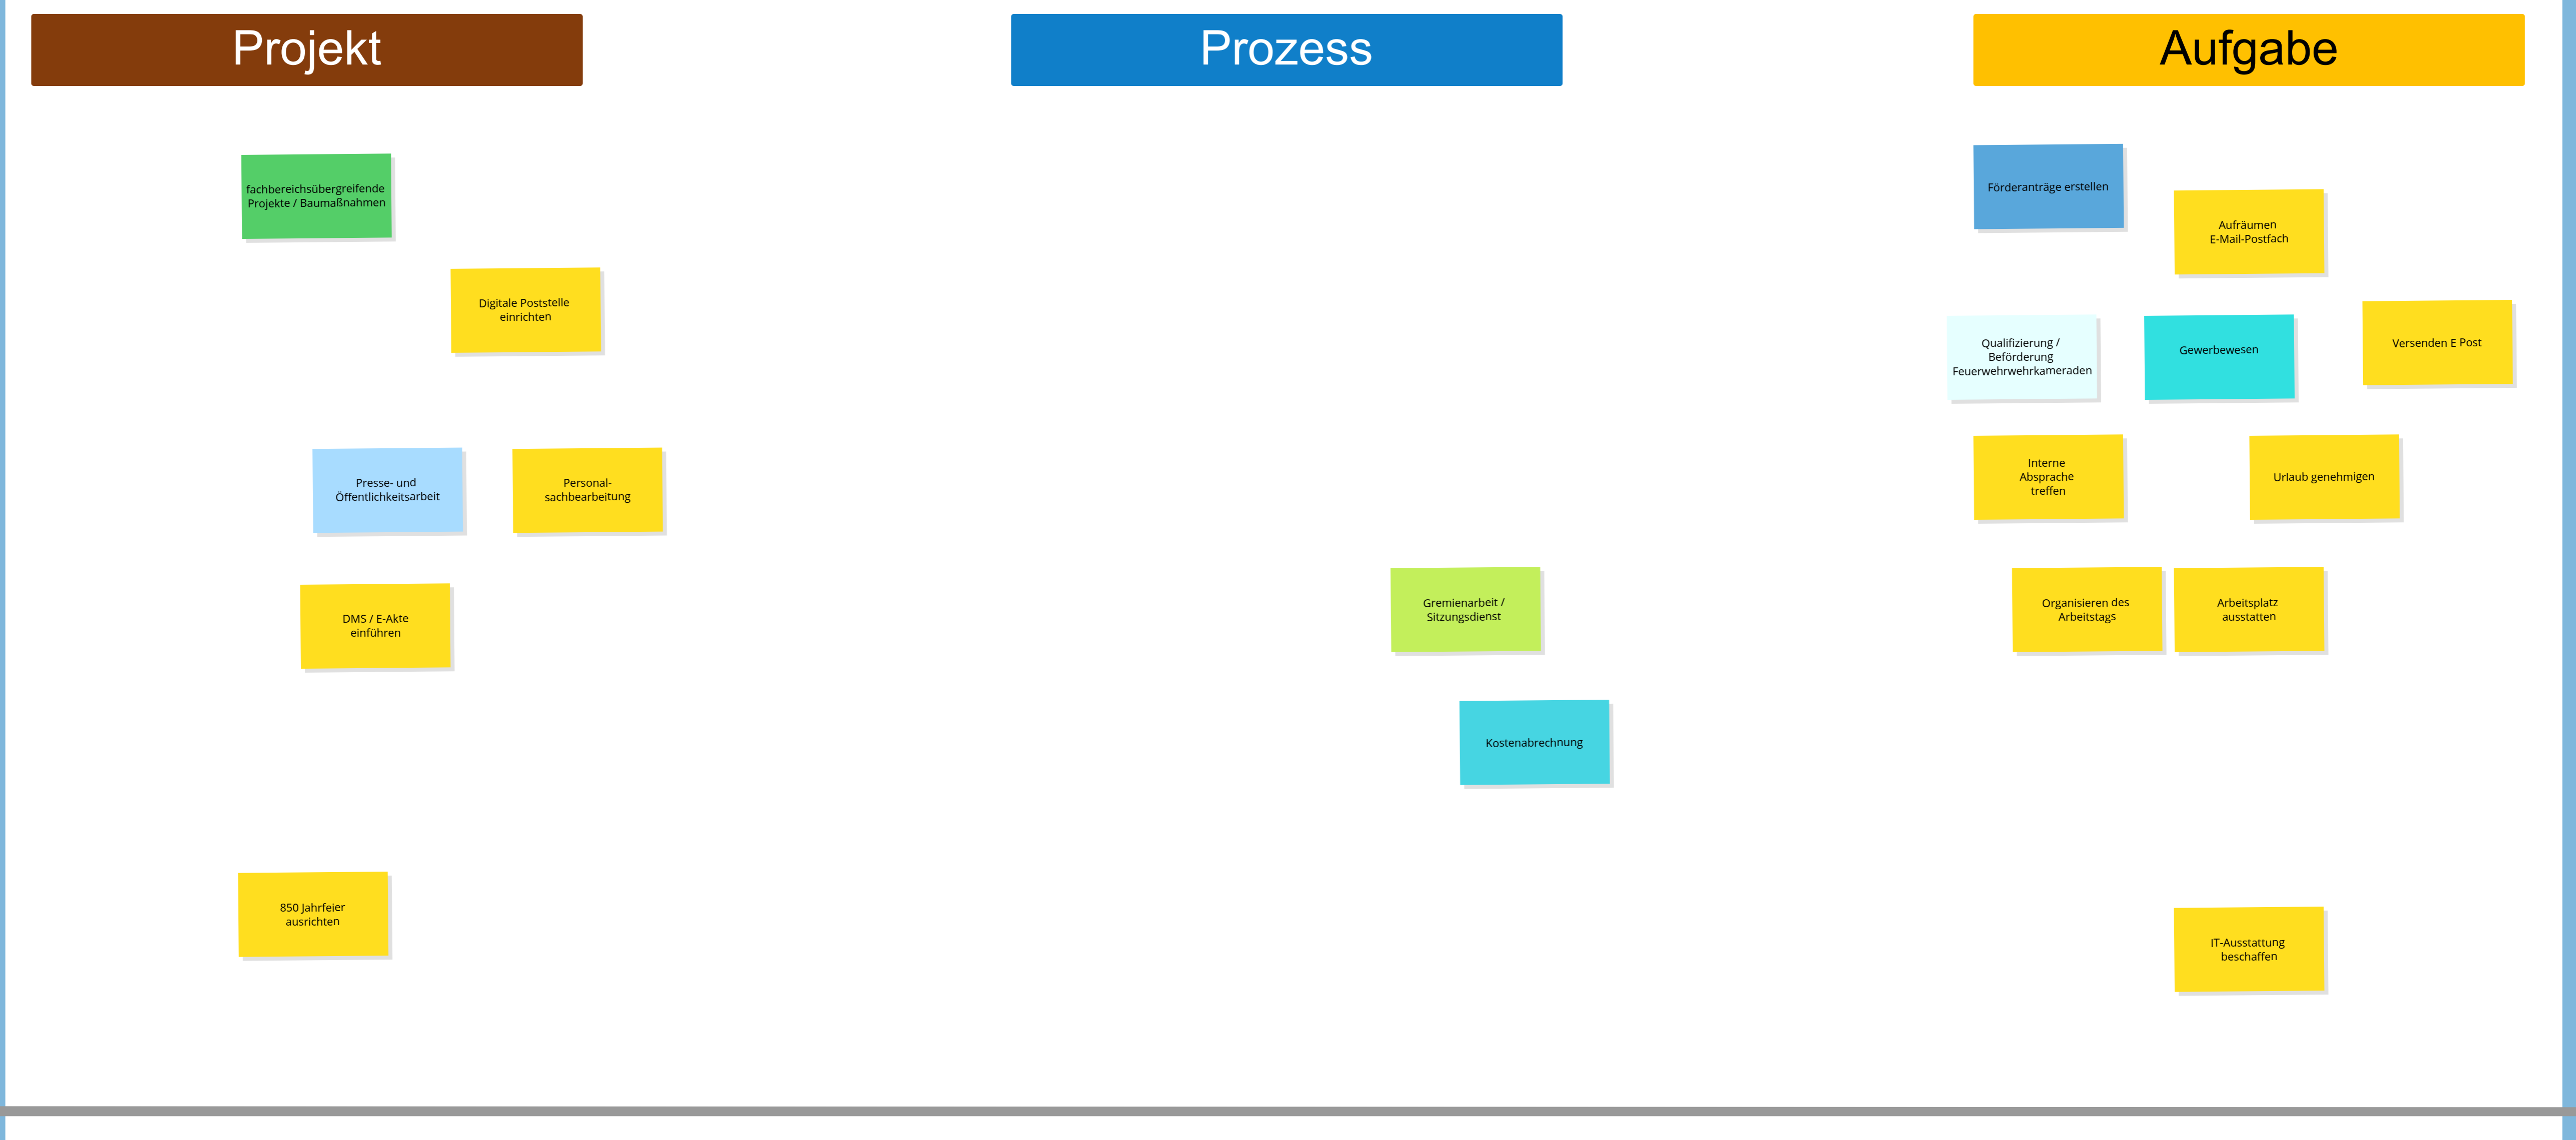 Projekt
Prozess
Aufgabe
fachbereichsübergreifende
Projekte / Baumaßnahmen
Digitale Poststelle
einrichten
Presse- und
Öffentlichkeitsarbeit
Personal-
sachbearbeitung
DMS / E-Akte
einführen
850 Jahrfeier
ausrichten
Gremienarbeit /
Sitzungsdienst
Kostenabrechnung
Förderanträge erstellen
Aufräumen
E-Mail-Postfach
Qualifizierung /
Beförderung
Feuerwehrwehrkameraden
Gewerbewesen
Versenden E Post
Interne
Absprache
treffen
Urlaub genehmigen
Organisieren des
Arbeitstags
Arbeitsplatz
ausstatten
IT-Ausstattung
beschaffen